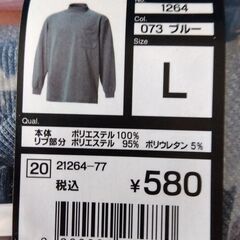 No.
1264
Col.
073 ブルー
Size
L
Qual.
本体 ポリエステル100%
リブ部分 ポリエステル 95% ポリウレタン 5%
20 21264-77
税込 ¥580